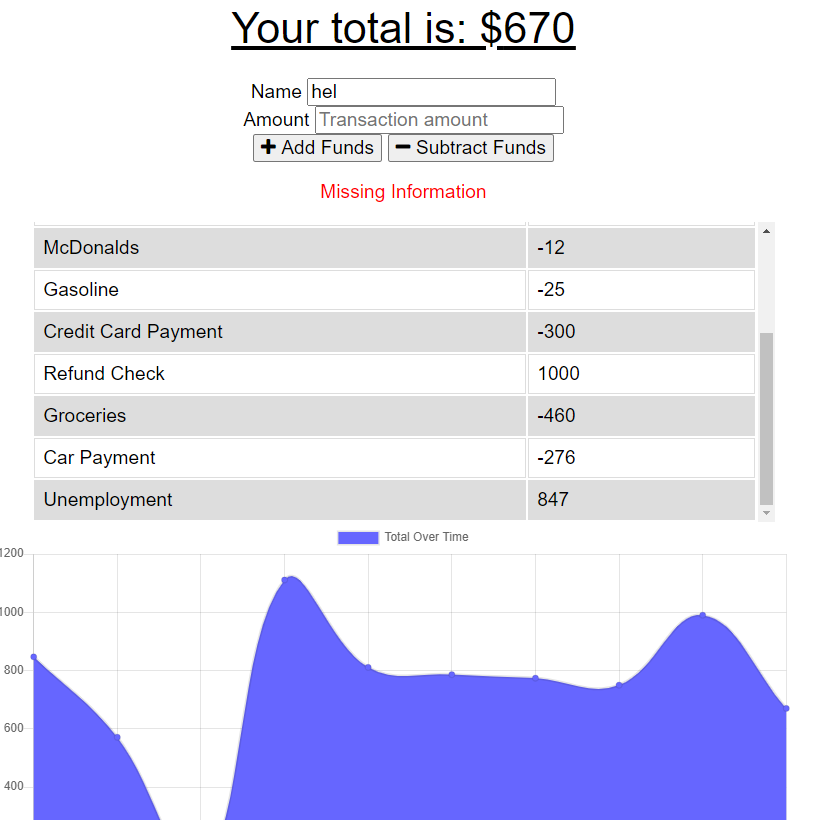 Your total is: $670
Name hel
Amount Transaction amount
+ Add Funds − Subtract Funds
Missing Information
McDonalds -12
Gasoline -25
Credit Card Payment -300
Refund Check 1000
Groceries -460
Car Payment -276
Unemployment 847
Total Over Time
1200
1000
800
600
400